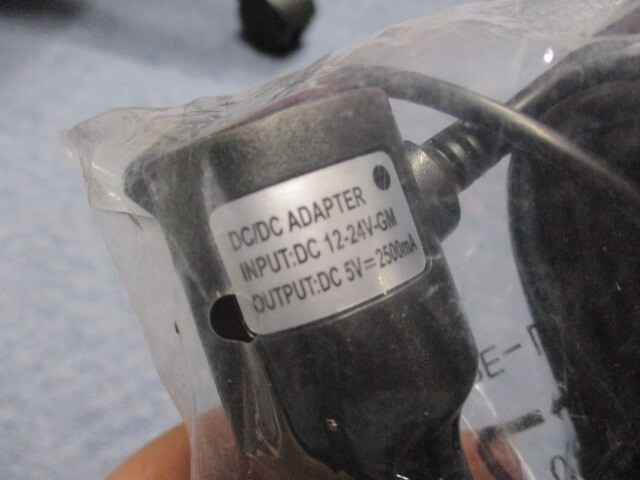 DC/DC ADAPTER
INPUT:DC 12-24V-GM
OUTPUT:DC 5V⎓2500mA